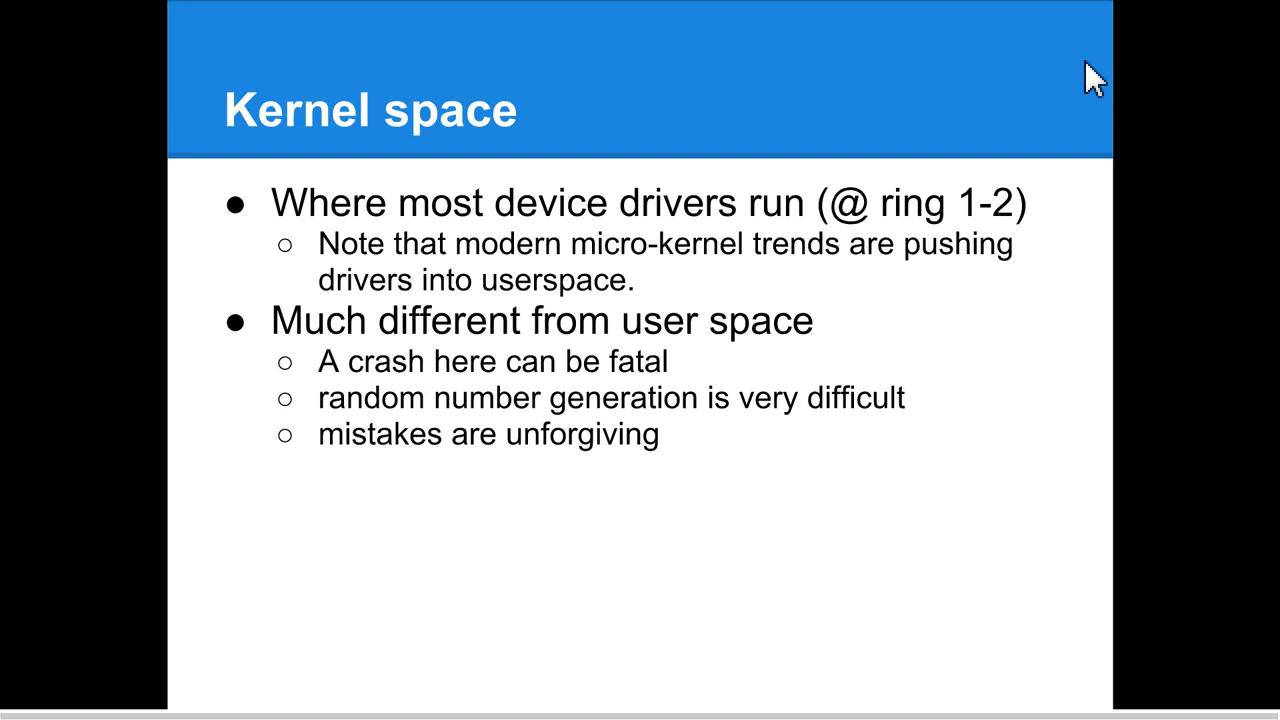 Kernel space
● Where most device drivers run (@ ring 1-2)
○ Note that modern micro-kernel trends are pushing
drivers into userspace.
● Much different from user space
○ A crash here can be fatal
○ random number generation is very difficult
○ mistakes are unforgiving